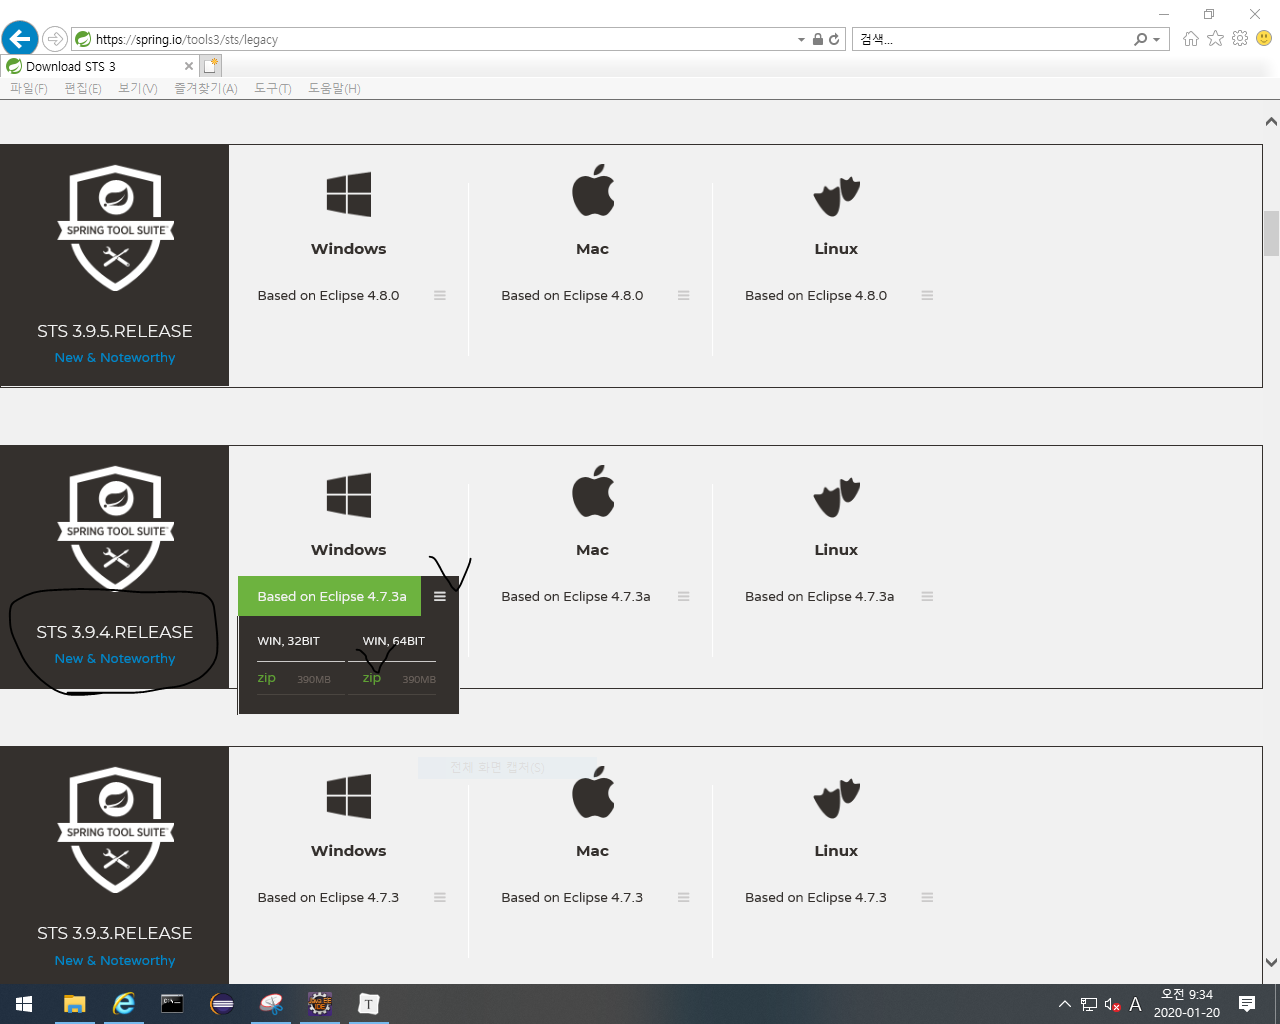 https://spring.io/tools3/sts/legacy
검색...
Download STS 3
파일(F) 편집(E) 보기(V) 즐겨찾기(A) 도구(T) 도움말(H)
SPRING TOOL SUITE
STS 3.9.5.RELEASE
New & Noteworthy
Windows
Based on Eclipse 4.8.0
Mac
Based on Eclipse 4.8.0
Linux
Based on Eclipse 4.8.0
SPRING TOOL SUITE
STS 3.9.4.RELEASE
New & Noteworthy
Windows
Based on Eclipse 4.7.3a
WIN, 32BIT WIN, 64BIT
zip 390MB zip 390MB
Mac
Based on Eclipse 4.7.3a
Linux
Based on Eclipse 4.7.3a
전체 화면 캡처(S)
SPRING TOOL SUITE
STS 3.9.3.RELEASE
New & Noteworthy
Windows
Based on Eclipse 4.7.3
Mac
Based on Eclipse 4.7.3
Linux
Based on Eclipse 4.7.3
Java EE
IDE
T
A
오전 9:34
2020-01-20